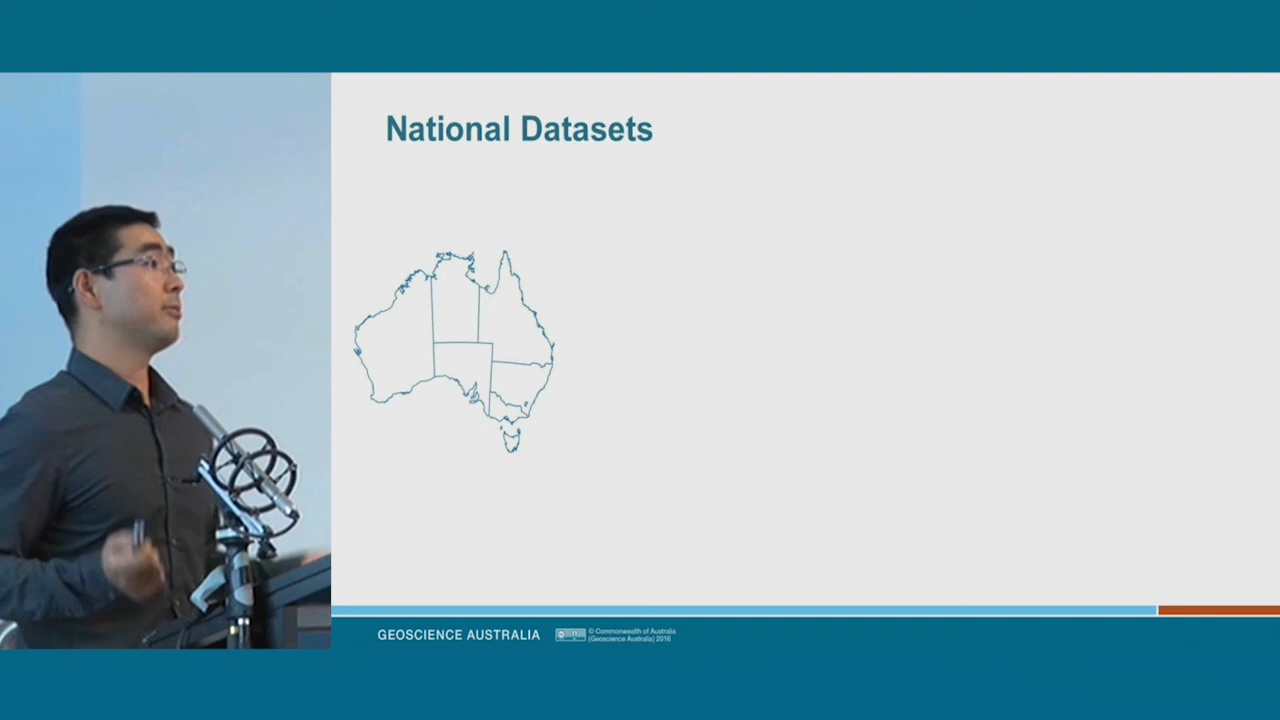 National Datasets
GEOSCIENCE AUSTRALIA
© Commonwealth of Australia
(Geoscience Australia) 2016